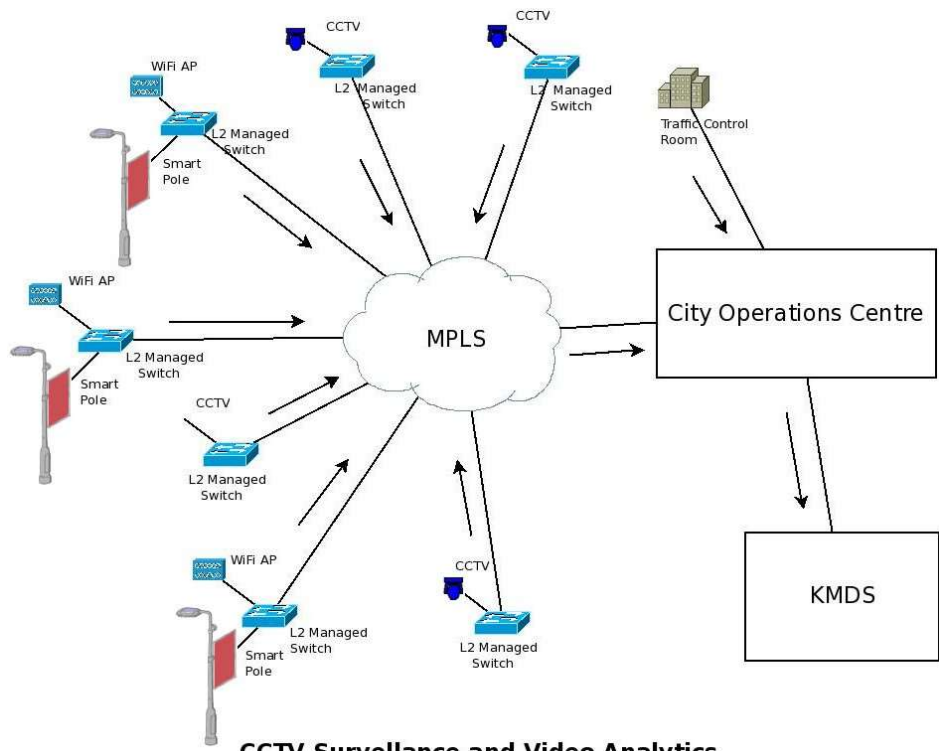 CCTV
CCTV
WiFi AP
L2 Managed
Switch
L2 Managed
Switch
L2 Managed
Switch
Traffic Control
Room
Smart
Pole
WiFi AP
City Operations Centre
MPLS
L2 Managed
Switch
Smart
Pole
CCTV
L2 Managed
Switch
WiFi AP
CCTV
KMDS
L2 Managed
Switch
Smart
Pole
L2 Managed
Switch
CCTV Survellance and Video Analytics